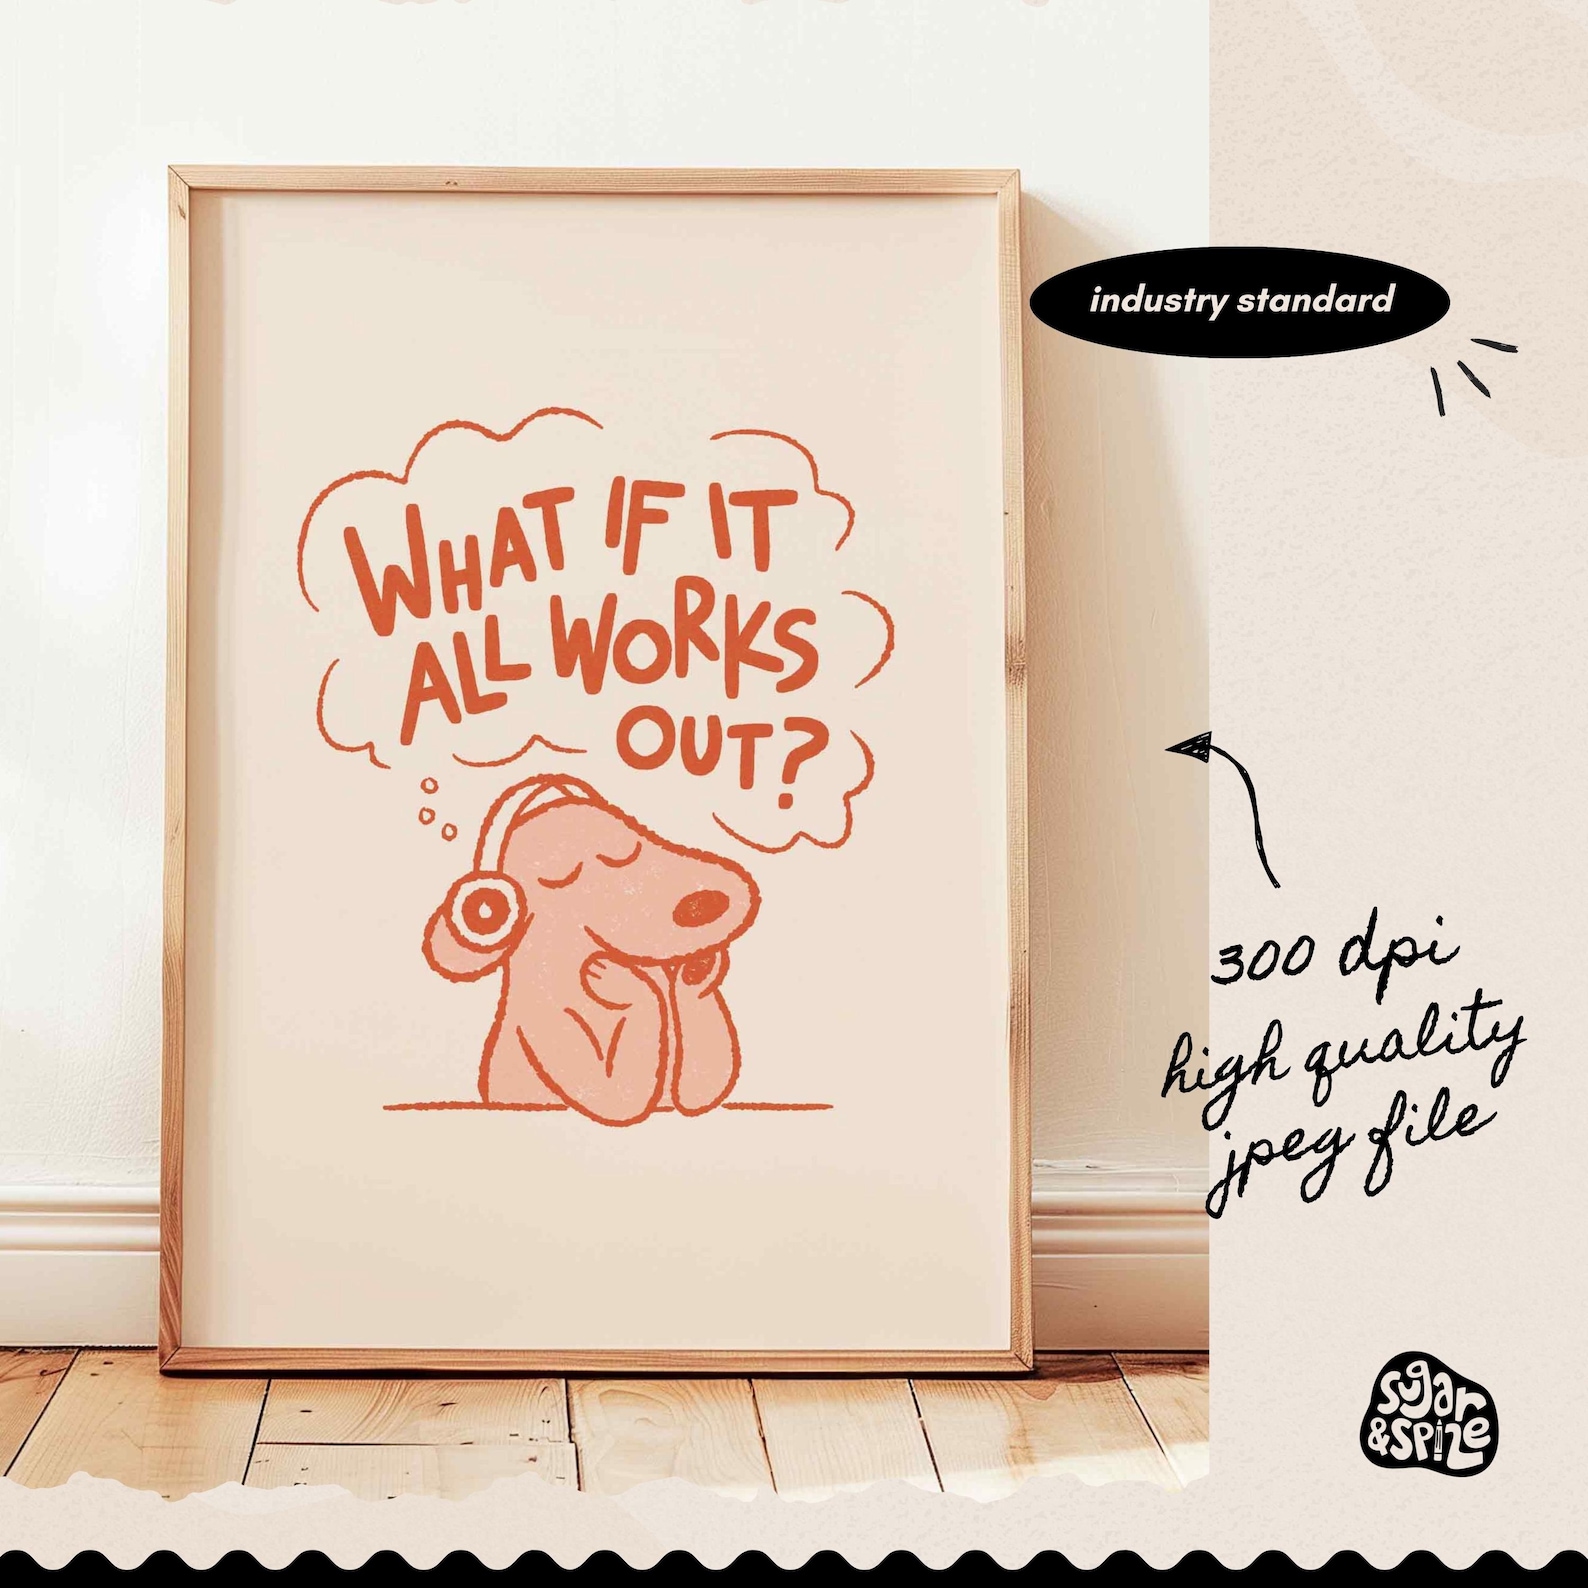 industry standard
WHAT IF IT
ALL WORKS
OUT?
300 dpi
high quality
jpeg file
sugar
&SPiZE